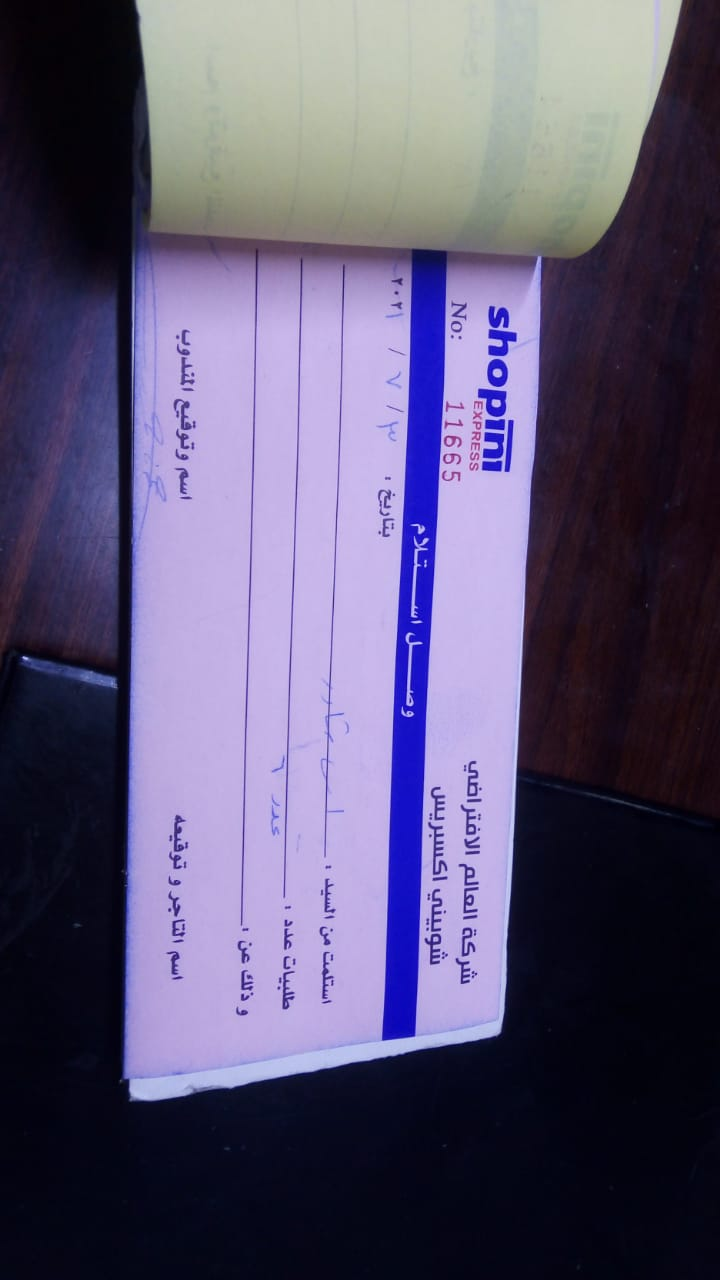 shopini
EXPRESS
شركة العالم الافتراضي
شوبيني اكسبريس
No: 11665
وصل استلام
بتاريخ : / ٧ / ٢٠٢١
استلمت من السيد :
طلبيات عدد : عدد ٦
و ذلك عن :
اسم التاجر و توقيعه
اسم وتوقيع المندوب